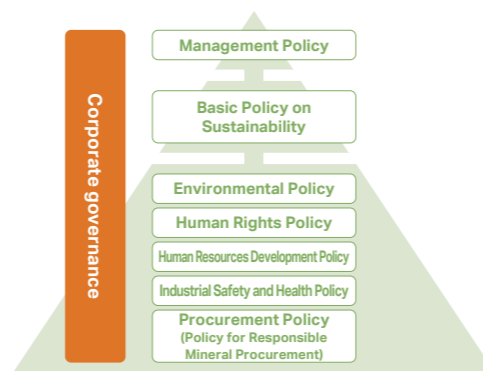 Corporate governance
Management Policy
Basic Policy on
Sustainability
Environmental Policy
Human Rights Policy
Human Resources Development Policy
Industrial Safety and Health Policy
Procurement Policy
(Policy for Responsible
Mineral Procurement)